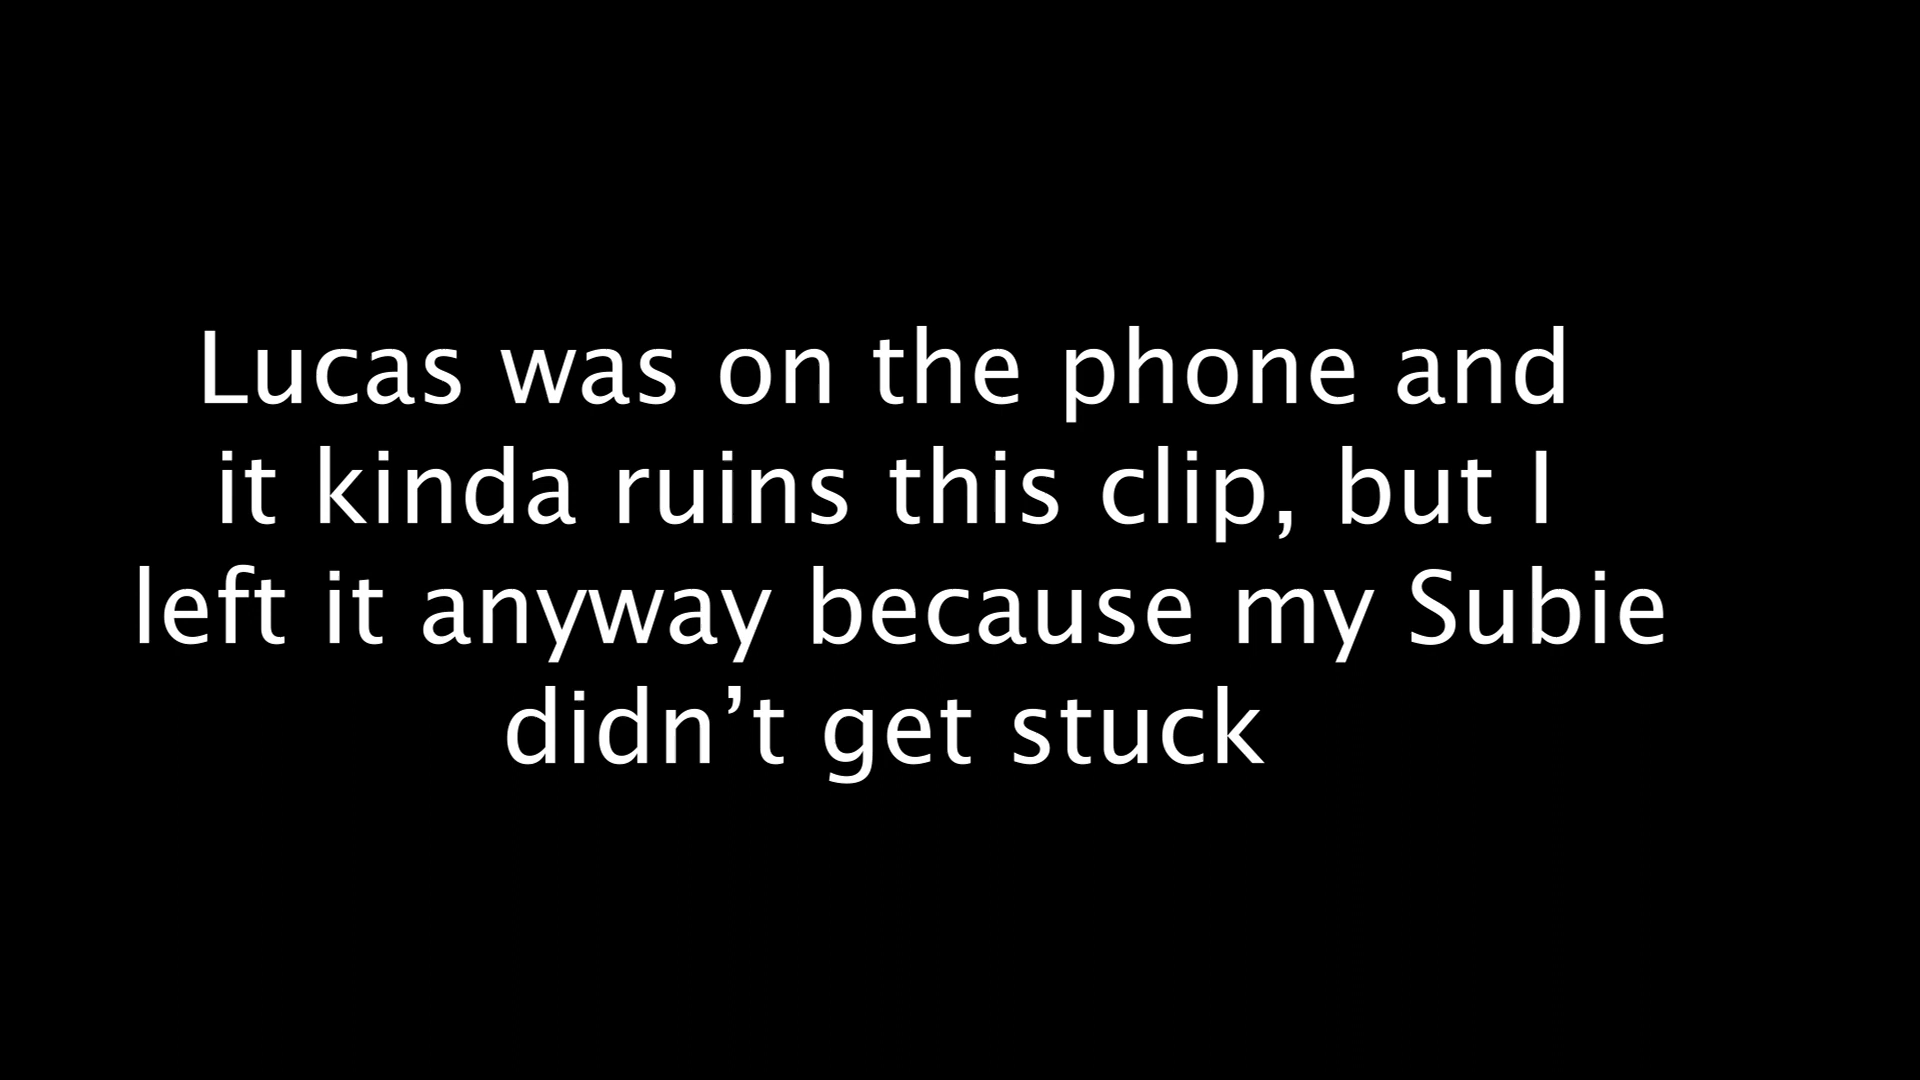 Lucas was on the phone and
it kinda ruins this clip, but I
left it anyway because my Subie
didn’t get stuck